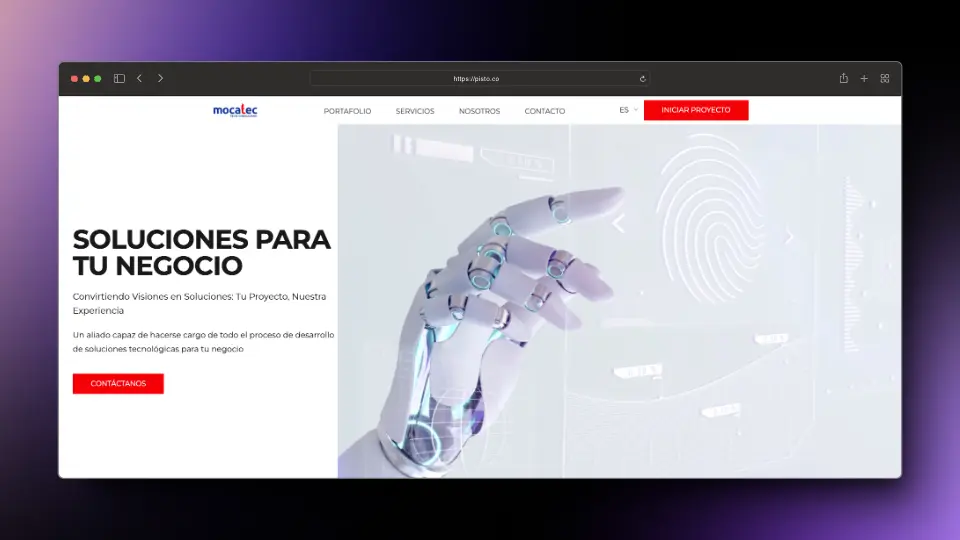 https://pisto.co
mocatec
PORTAFOLIO SERVICIOS NOSOTROS CONTACTO ES INICIAR PROYECTO
SOLUCIONES PARA
TU NEGOCIO
Convirtiendo Visiones en Soluciones: Tu Proyecto, Nuestra
Experiencia
Un aliado capaz de hacerse cargo de todo el proceso de desarrollo
de soluciones tecnológicas para tu negocio
CONTÁCTANOS